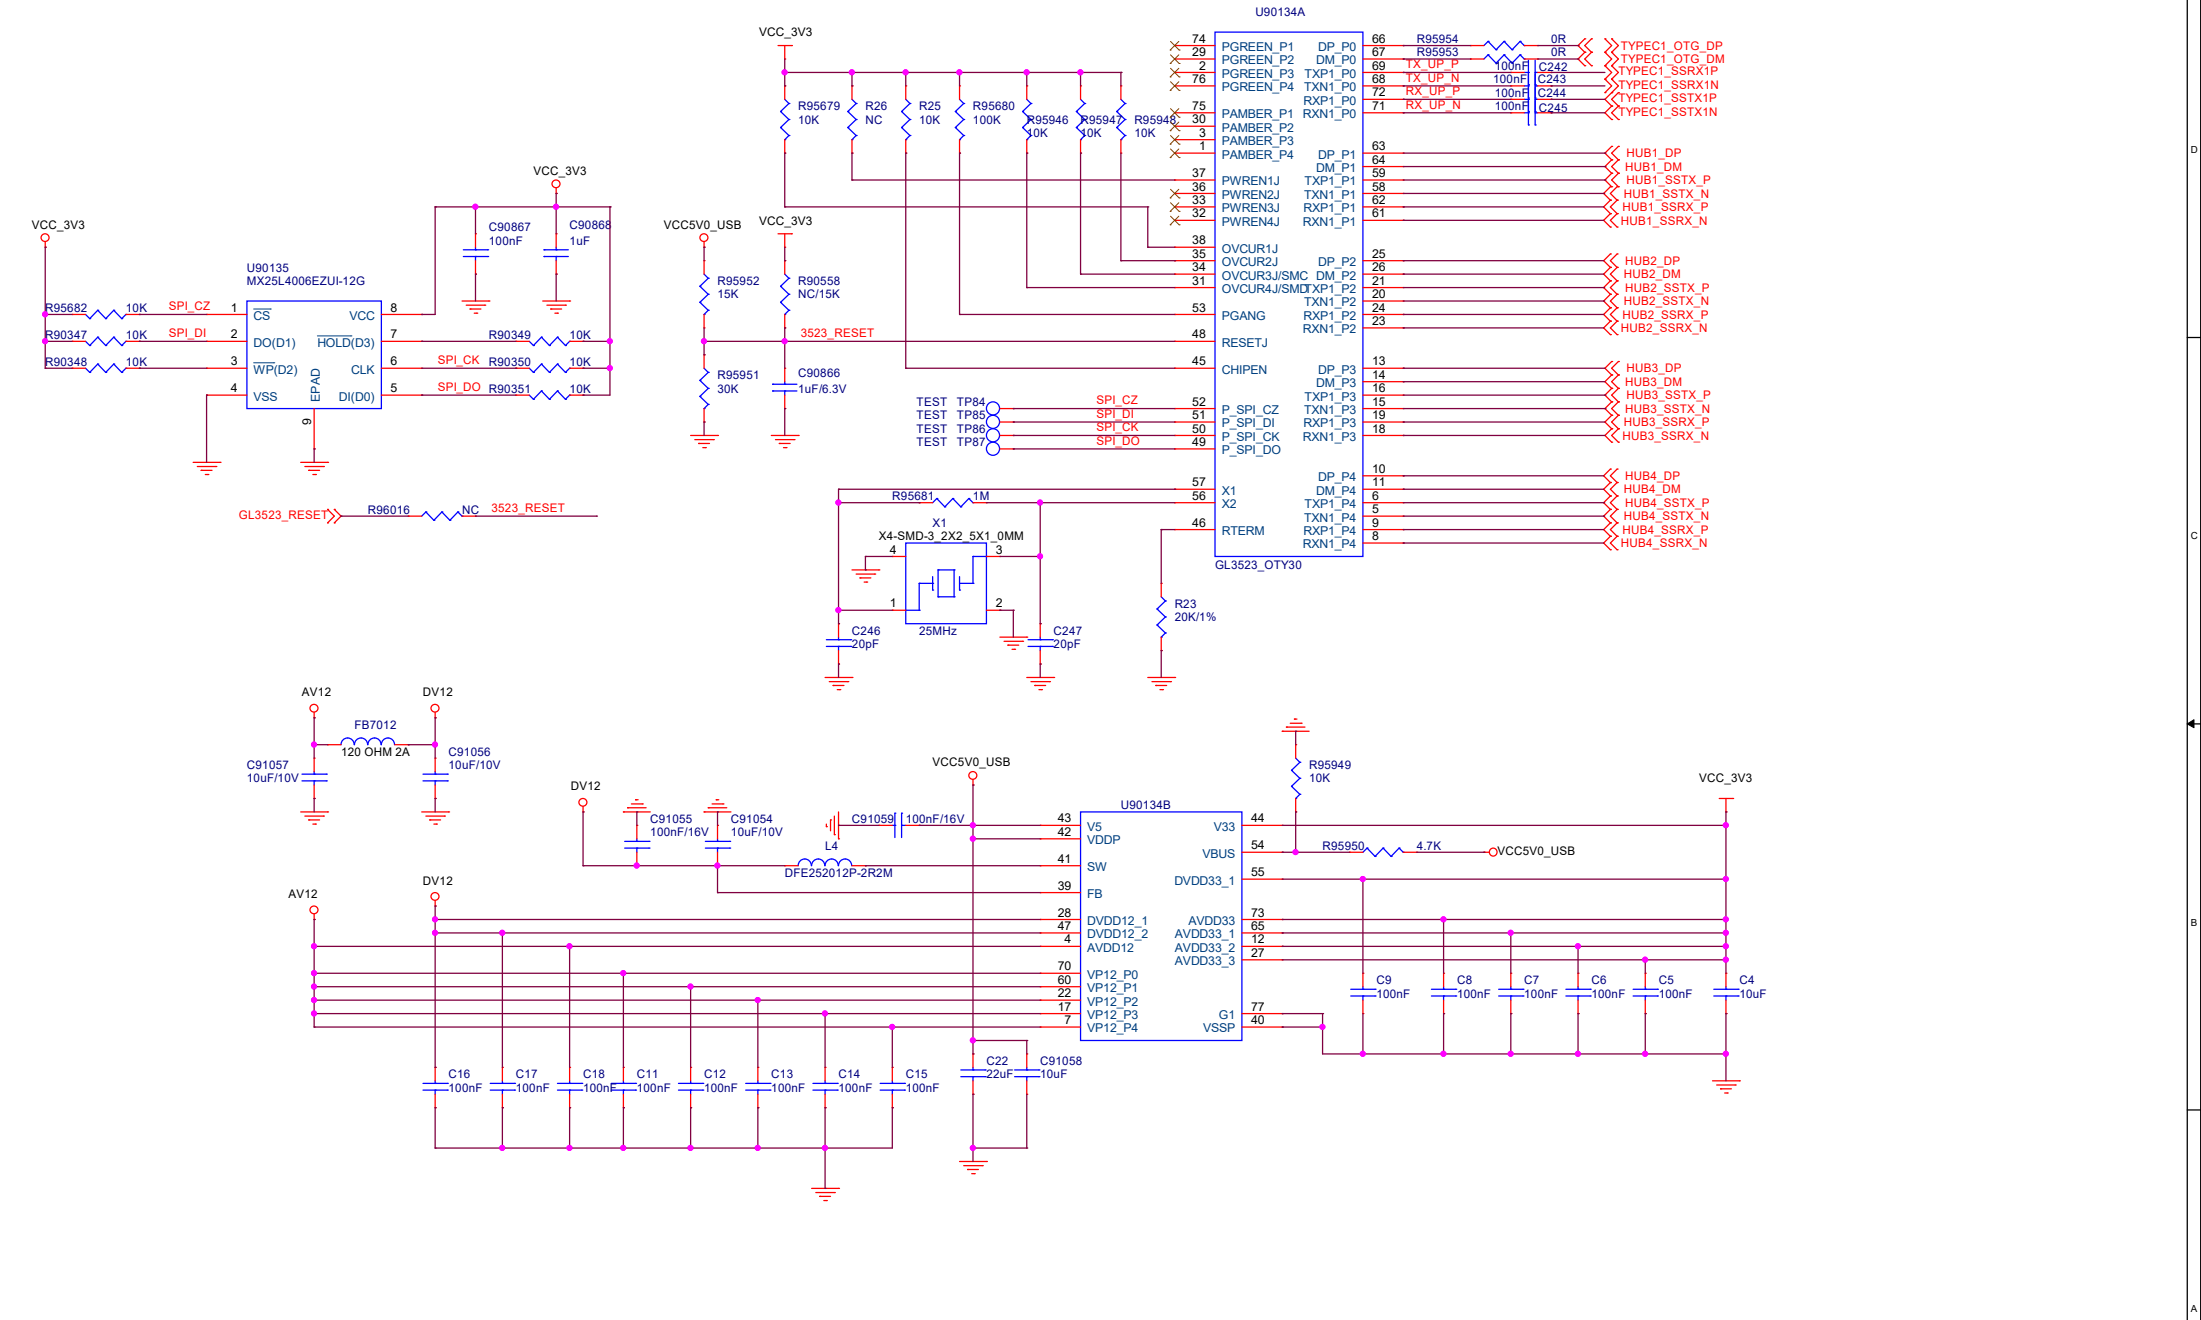 U90134A
VCC_3V3
R95679
10K
R26
NC
R25
10K
R95680
100K
R95946
10K
R95947
10K
R95948
10K
74 PGREEN_P1
29 PGREEN_P2
2 PGREEN_P3
76 PGREEN_P4
75 PAMBER_P1
30 PAMBER_P2
3 PAMBER_P3
1 PAMBER_P4
37 PWREN1J
36 PWREN2J
33 PWREN3J
32 PWREN4J
38 OVCUR1J
35 OVCUR2J
34 OVCUR3J/SMC
31 OVCUR4J/SMD
53 PGANG
48 RESETJ
45 CHIPEN
52 P_SPI_CZ
51 P_SPI_DI
50 P_SPI_CK
49 P_SPI_DO
57 X1
56 X2
46 RTERM
DP_P0 66 R95954 0R TYPEC1_OTG_DP
DM_P0 67 R95953 0R TYPEC1_OTG_DM
TXP1_P0 69 TX_UP_P 100nF C242 TYPEC1_SSRX1P
TXN1_P0 68 TX_UP_N 100nF C243 TYPEC1_SSRX1N
RXP1_P0 72 RX_UP_P 100nF C244 TYPEC1_SSTX1P
RXN1_P0 71 RX_UP_N 100nF C245 TYPEC1_SSTX1N
DP_P1 63 HUB1_DP
DM_P1 64 HUB1_DM
TXP1_P1 59 HUB1_SSTX_P
TXN1_P1 58 HUB1_SSTX_N
RXP1_P1 62 HUB1_SSRX_P
RXN1_P1 61 HUB1_SSRX_N
DP_P2 25 HUB2_DP
DM_P2 26 HUB2_DM
TXP1_P2 21 HUB2_SSTX_P
TXN1_P2 20 HUB2_SSTX_N
RXP1_P2 24 HUB2_SSRX_P
RXN1_P2 23 HUB2_SSRX_N
DP_P3 13 HUB3_DP
DM_P3 14 HUB3_DM
TXP1_P3 16 HUB3_SSTX_P
TXN1_P3 15 HUB3_SSTX_N
RXP1_P3 19 HUB3_SSRX_P
RXN1_P3 18 HUB3_SSRX_N
DP_P4 10 HUB4_DP
DM_P4 11 HUB4_DM
TXP1_P4 6 HUB4_SSTX_P
TXN1_P4 5 HUB4_SSTX_N
RXP1_P4 9 HUB4_SSRX_P
RXN1_P4 8 HUB4_SSRX_N
GL3523_OTY30
D
VCC_3V3
VCC_3V3
C90867
100nF
C90868
1uF
U90135
MX25L4006EZUI-12G
R95682 10K SPI_CZ 1 CS VCC 8
R90347 10K SPI_DI 2 DO(D1) HOLD(D3) 7 R90349 10K
R90348 10K 3 WP(D2) CLK 6 SPI_CK R90350 10K
4 VSS DI(D0) 5 SPI_DO R90351 10K
EPAD
9
VCC5V0_USB
VCC_3V3
R95952
15K
R90558
NC/15K
3523_RESET
R95951
30K
C90866
1uF/6.3V
TEST TP84 SPI_CZ
TEST TP85 SPI_DI
TEST TP86 SPI_CK
TEST TP87 SPI_DO
GL3523_RESET R96016 NC 3523_RESET
R95681 1M
X1
X4-SMD-3_2X2_5X1_0MM
4 3
1 2
25MHz
C246
20pF
C247
20pF
R23
20K/1%
C
AV12
DV12
FB7012
120 OHM 2A
C91057
10uF/10V
C91056
10uF/10V
DV12
C91055
100nF/16V
C91054
10uF/10V
VCC5V0_USB
C91059 100nF/16V
L4
DFE252012P-2R2M
AV12
DV12
U90134B
43 V5
42 VDDP
41 SW
39 FB
28 DVDD12_1
47 DVDD12_2
4 AVDD12
70 VP12_P0
60 VP12_P1
22 VP12_P2
17 VP12_P3
7 VP12_P4
V33 44
VBUS 54
DVDD33_1 55
AVDD33 73
AVDD33_1 65
AVDD33_2 12
AVDD33_3 27
G1 77
VSSP 40
R95949
10K
R95950 4.7K VCC5V0_USB
VCC_3V3
C9
100nF
C8
100nF
C7
100nF
C6
100nF
C5
100nF
C4
10uF
B
C16
100nF
C17
100nF
C18
100nF
C11
100nF
C12
100nF
C13
100nF
C14
100nF
C15
100nF
C22
22uF
C91058
10uF
A